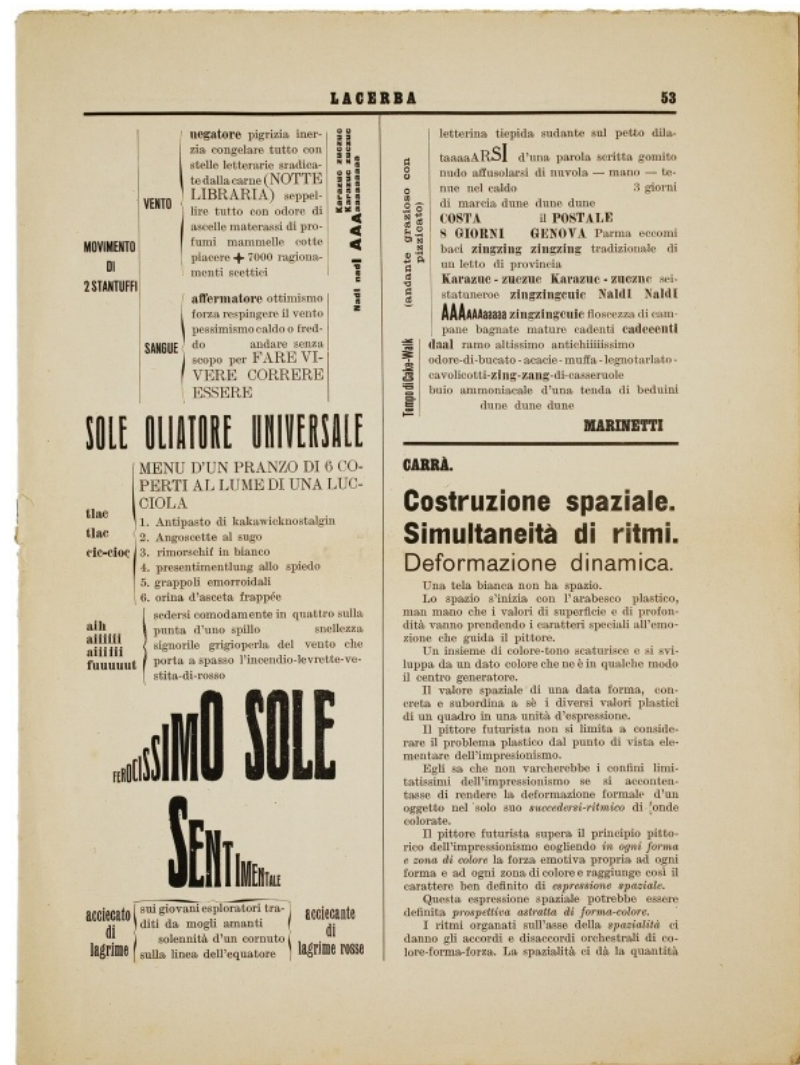 LACERBA
53
MOVIMENTO
DI
2 STANTUFFI
VENTO
negatore pigrizia iner-
zia congelare tutto con
stelle letterarie sradica-
te dalla carne (NOTTE
LIBRARIA) seppel-
lire tutto con odore di
ascelle materassi di pro-
fumi mammelle cotte
piacere + 7000 ragiona-
menti scettici
Karazuc zuczuc
Karazuc zuczuc
Nadì nadì AAAaaaaaaaaa
SANGUE
affermatore ottimismo
forza respingere il vento
pessimismo caldo o fred-
do andare senza
scopo per FARE VI-
VERE CORRERE
ESSERE
SOLE OLIATORE UNIVERSALE
tlac
tlac
cic-cioc
MENU D'UN PRANZO DI 6 CO-
PERTI AL LUME DI UNA LUC-
CIOLA
1. Antipasto di kakawicknostalgin
2. Angoscette al sugo
3. rimorschif in bianco
4. presentimentlung allo spiedo
5. grappoli emorroidali
6. orina d'asceta frappée
aih
aiiiiii
aiii iii
fuuuuut
sedersi comodamente in quattro sulla
punta d'uno spillo snellezza
signorile grigioperla del vento che
porta a spasso l'incendio-levrette-ve-
stita-di-rosso
FEROCISSIMO SOLE
SENTIMENTALE
acciecato
di
lagrime
sui giovani esploratori tra-
diti da mogli amanti
solennità d'un cornuto
sulla linea dell'equatore
acciecante
di
lagrime rosse
(andante grazioso con
pizzicato)
Tempo di Cake-Walk
letterina tiepida sudante sul petto dila-
taaaaARSI d'una parola scritta gomito
nudo affusolarsi di nuvola — mano — te-
nue nel caldo 3 giorni
di marcia dune dune dune
COSTA il POSTALE
8 GIORNI GENOVA Parma eccomi
baci zingzing zingzing tradizionale di
un letto di provincia
Karazuc - zuczuc Karazuc - zuczuc sei-
statuneroe zingzingcuic NaldI NaldI
AAAAAAaaaaa zingzingcuic floscezza di cam-
pane bagnate mature cadenti cadecenti
daal ramo altissimo antichiiiiissimo
odore-di-bucato - acacie - muffa - legnotarlato -
cavolicotti-zing-zang-di-casseruole
buio ammoniacale d'una tenda di beduini
dune dune dune
MARINETTI
CARRÀ.
Costruzione spaziale.
Simultaneità di ritmi.
Deformazione dinamica.
Una tela bianca non ha spazio.
Lo spazio s'inizia con l'arabesco plastico,
man mano che i valori di superficie e di profon-
dità vanno prendendo i caratteri speciali all'emo-
zione che guida il pittore.
Un insieme di colore-tono scaturisce e si svi-
luppa da un dato colore che ne è in qualche modo
il centro generatore.
Il valore spaziale di una data forma, con-
creta e subordina a sè i diversi valori plastici
di un quadro in una unità d'espressione.
Il pittore futurista non si limita a conside-
rare il problema plastico dal punto di vista ele-
mentare dell'impresionismo.
Egli sa che non varcherebbe i confini limi-
tatissimi dell'impressionismo se si acconten-
tasse di rendere la deformazione formale d'un
oggetto nel solo suo succedersi-ritmico di onde
colorate.
Il pittore futurista supera il principio pitto-
rico dell'impressionismo cogliendo in ogni forma
e zona di colore la forza emotiva propria ad ogni
forma e ad ogni zona di colore e raggiunge così il
carattere ben definito di espressione spaziale.
Questa espressione spaziale potrebbe essere
definita prospettiva astratta di forma-colore.
I ritmi organati sull'asse della spazialità ci
danno gli accordi e disaccordi orchestrali di co-
lore-forma-forza. La spazialità ci dà la quantità